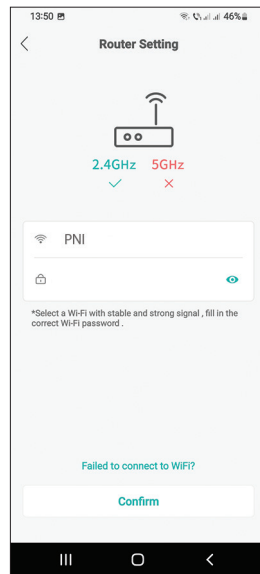 13:50 46%
Router Setting
2.4GHz 5GHz
PNI
*Select a Wi-Fi with stable and strong signal , fill in the
correct Wi-Fi password .
Failed to connect to WiFi?
Confirm